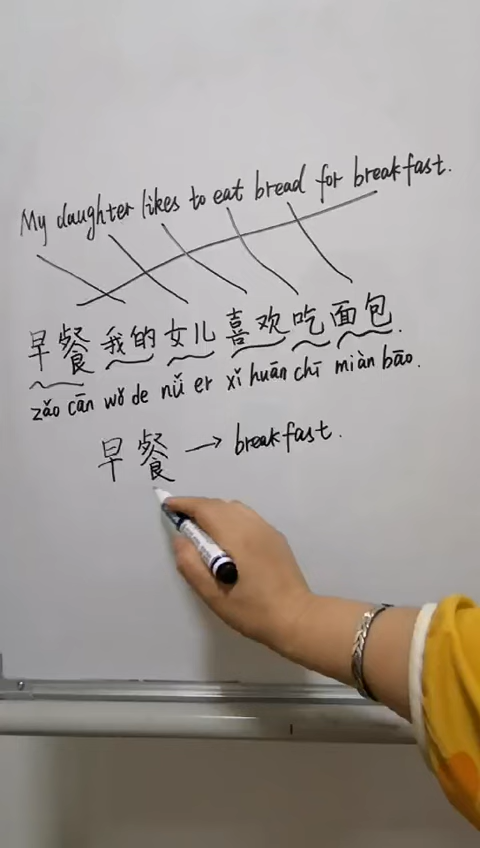 My daughter likes to eat bread for breakfast.
早餐我的女儿喜欢吃面包.
zǎo cān wǒ de nǚ er xǐ huān chī miàn bāo.
早餐 → breakfast.